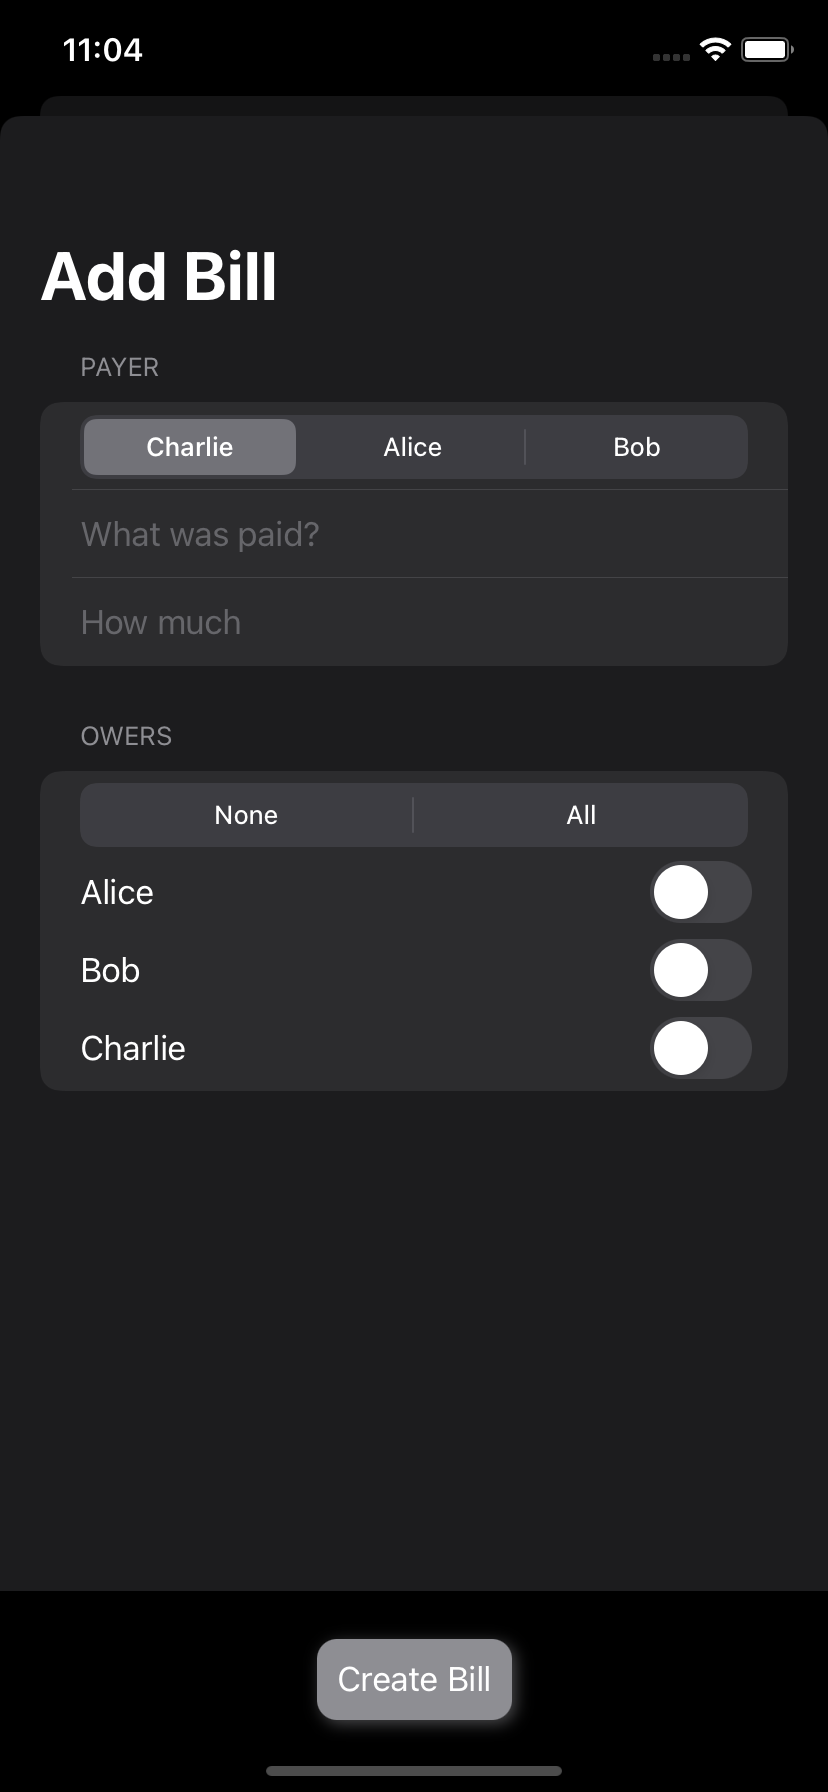 11:04
Add Bill
PAYER
Charlie Alice Bob
What was paid?
How much
OWERS
None All
Alice
Bob
Charlie
Create Bill